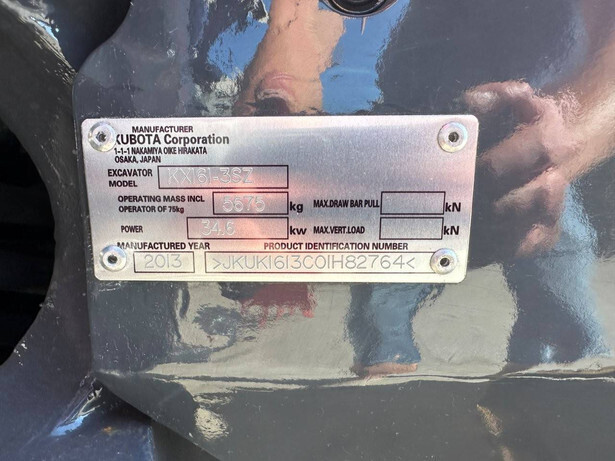 MANUFACTURER
KUBOTA Corporation
1-1-1 NAKAMIYA OIKE HIRAKATA
OSAKA, JAPAN
EXCAVATOR MODEL KX161-3SZ
OPERATING MASS INCL OPERATOR OF 75kg 5575 kg MAX.DRAW BAR PULL kN
POWER 34.6 kw MAX.VERT.LOAD kN
MANUFACTURED YEAR PRODUCT IDENTIFICATION NUMBER
2013 >JKUK1613C01H82764<